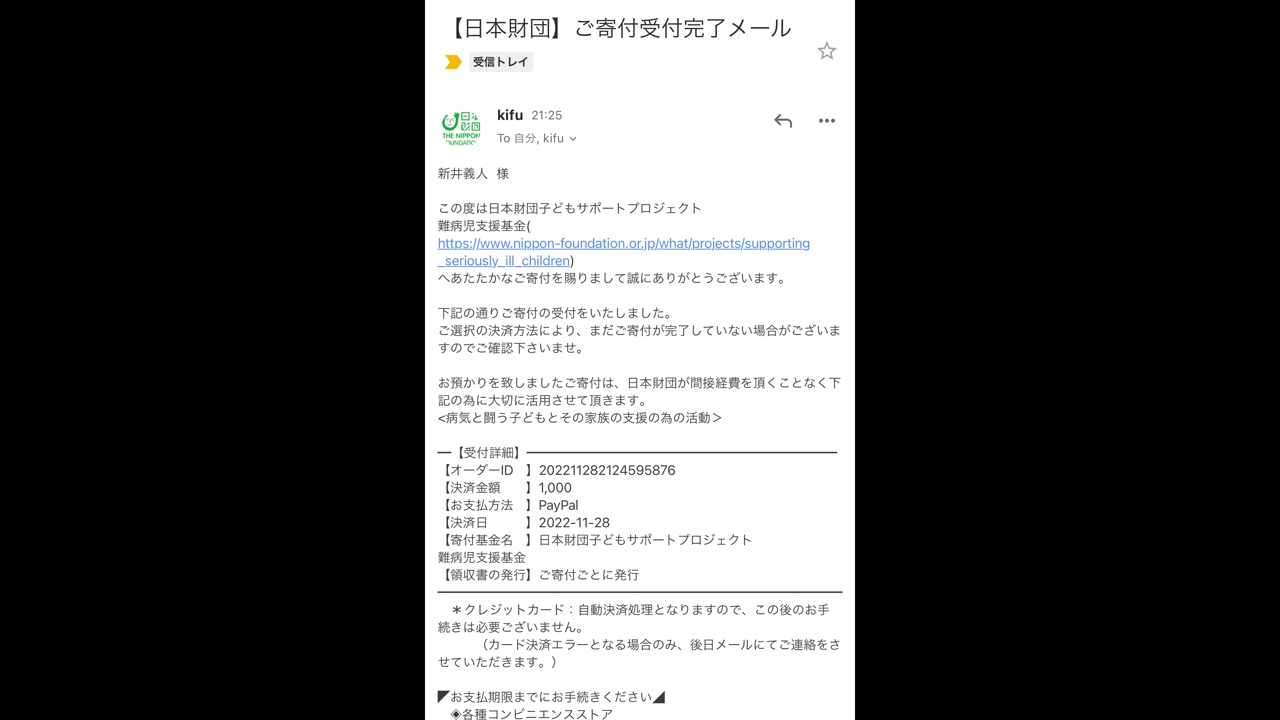 【日本財団】ご寄付受付完了メール
受信トレイ
日本財団
THE NIPPON
kifu 21:25
To 自分, kifu
新井義人 様
この度は日本財団子どもサポートプロジェクト
難病児支援基金(
https://www.nippon-foundation.or.jp/what/projects/supporting
_seriously_ill_children)
へあたたかなご寄付を賜りまして誠にありがとうございます。
下記の通りご寄付の受付をいたしました。
ご選択の決済方法により、まだご寄付が完了していない場合がございま
すのでご確認下さいませ。
お預かりを致しましたご寄付は、日本財団が間接経費を頂くことなく下
記の為に大切に活用させて頂きます。
<病気と闘う子どもとその家族の支援の為の活動＞
━【受付詳細】━━━━━━━━━━━━━━━━━━━━━━━━━
【オーダーID　】202211282124595876
【決済金額　　】1,000
【お支払方法　】PayPal
【決済日　　　】2022-11-28
【寄付基金名　】日本財団子どもサポートプロジェクト
難病児支援基金
【領収書の発行】ご寄付ごとに発行
━━━━━━━━━━━━━━━━━━━━━━━━━━━━━━━━
　＊クレジットカード：自動決済処理となりますので、この後のお手
続きは必要ございません。
　　　（カード決済エラーとなる場合のみ、後日メールにてご連絡をさ
せていただきます。）
◤お支払期限までにお手続きください◢
　◈各種コンビニエンスストア